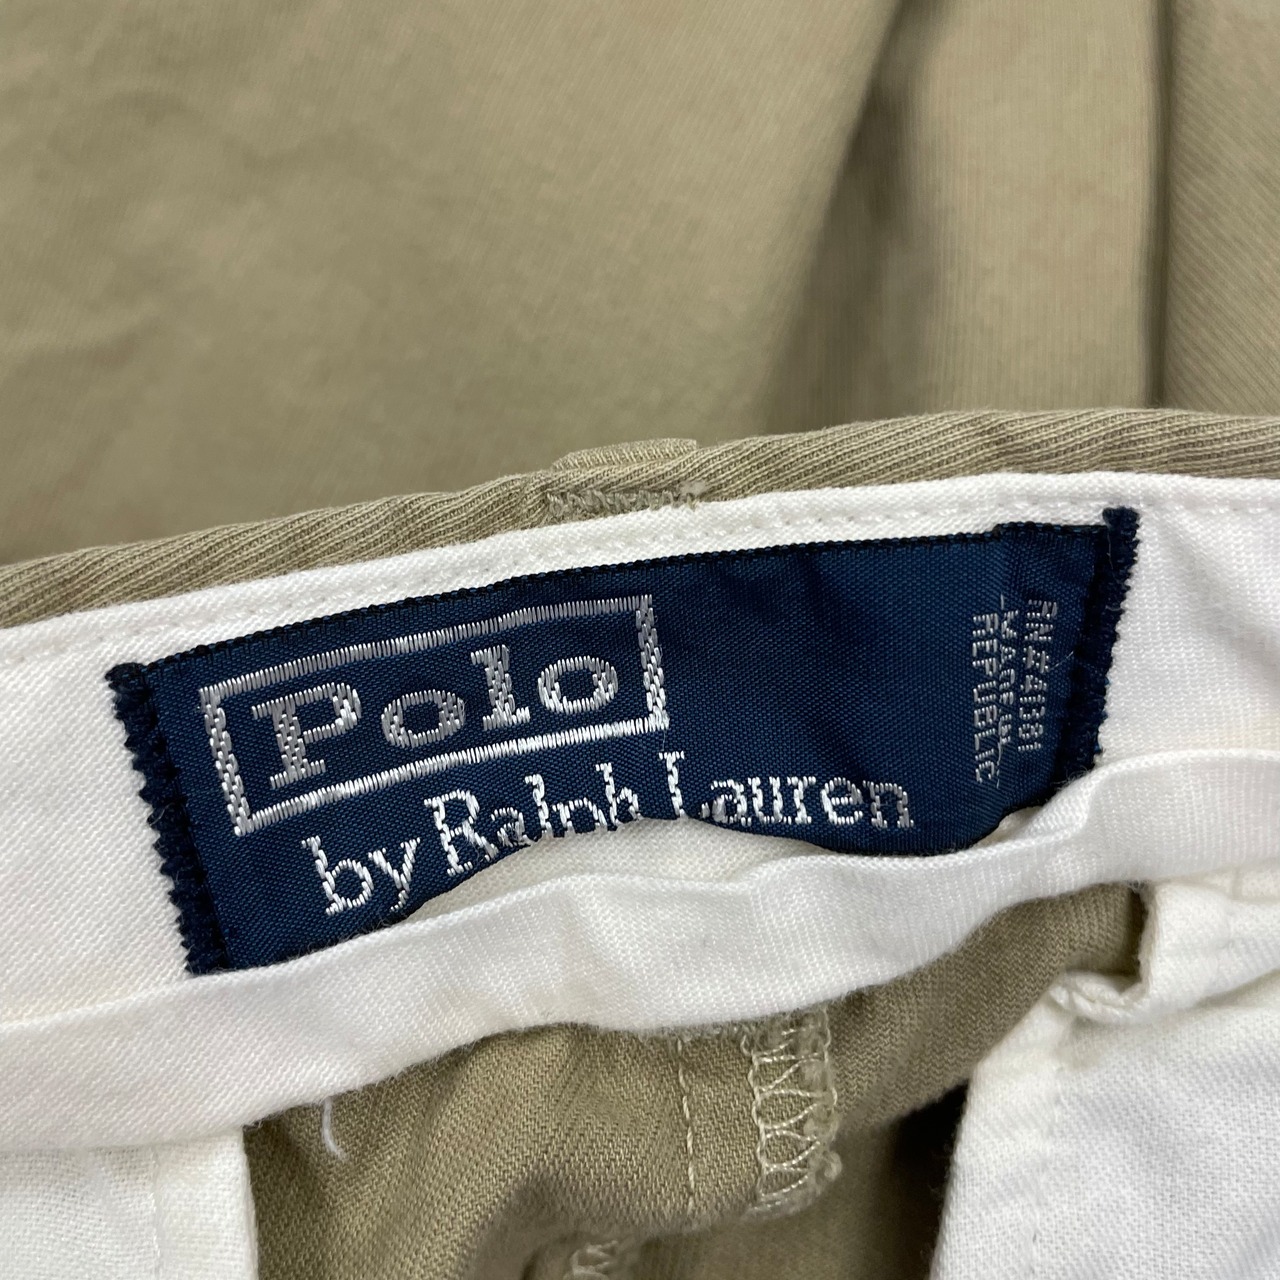 Polo
by Ralph Lauren
RN#41381
REPUBLIC